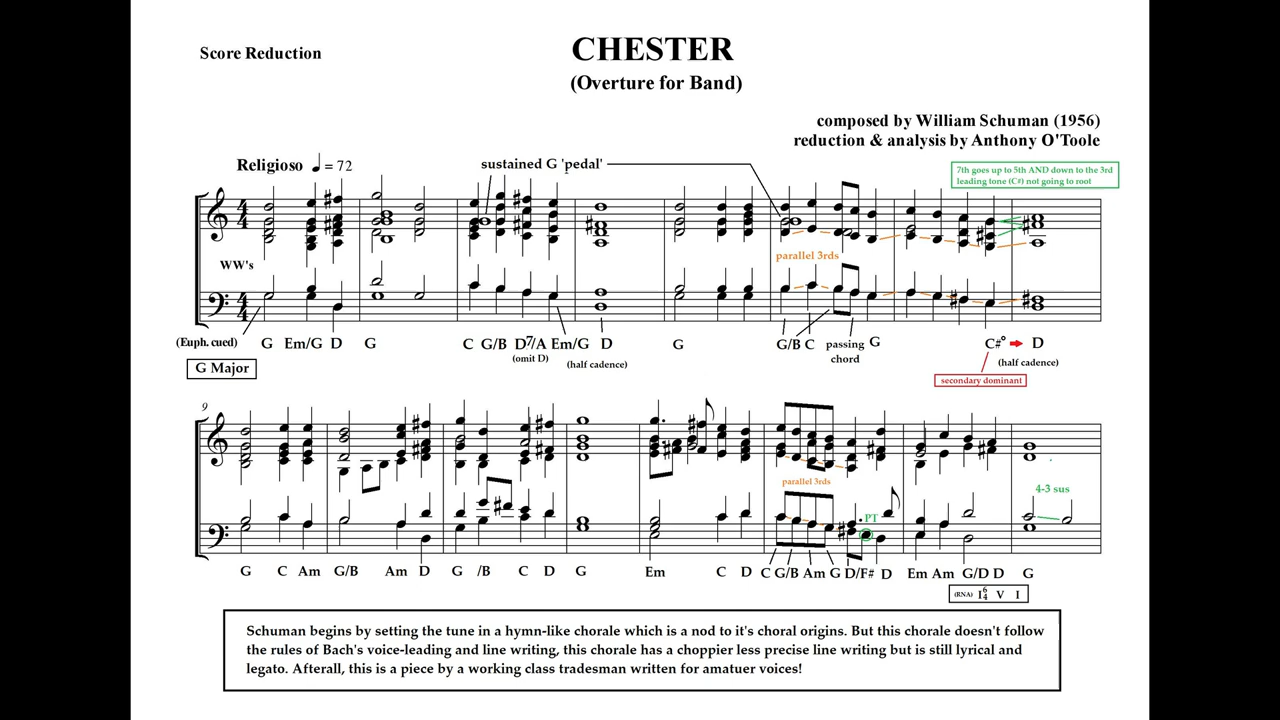 Score Reduction
CHESTER
(Overture for Band)
composed by William Schuman (1956)
reduction & analysis by Anthony O'Toole
Religioso ♩ = 72
sustained G 'pedal'
7th goes up to 5th AND down to the 3rd
leading tone (C#) not going to root
4
4
WW's
parallel 3rds
4
4
(Euph. cued)
G Em/G D G C G/B D7/A Em/G D G G/B C passing G C#° D
(omit D)
(half cadence)
chord
(half cadence)
G Major
secondary dominant
9
parallel 3rds
4-3 sus
PT
G C Am G/B Am D G /B C D G Em C D C G/B Am G D/F# D Em Am G/D D G
(RNA) I6/4 V I
Schuman begins by setting the tune in a hymn-like chorale which is a nod to it's choral origins. But this chorale doesn't follow
the rules of Bach's voice-leading and line writing, this chorale has a choppier less precise line writing but is still lyrical and
legato. Afterall, this is a piece by a working class tradesman written for amatuer voices!